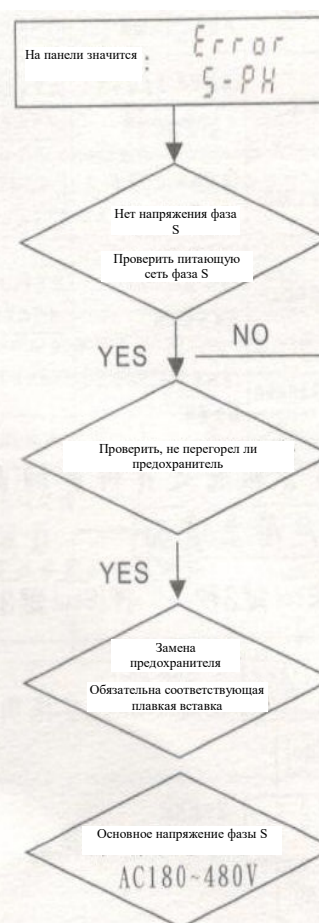 На панели значится :
Error
S-PH
Нет напряжения фаза
S
Проверить питающую
сеть фаза S
YES
NO
Проверить, не перегорел ли
предохранитель
YES
Замена
предохранителя
Обязательна соответствующая
плавкая вставка
Основное напряжение фазы S
AC180~480V